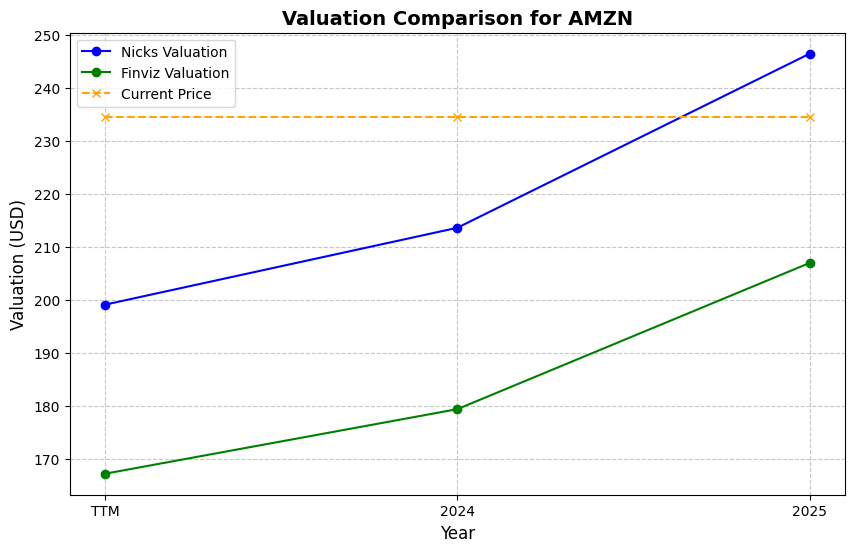 Valuation Comparison for AMZN
Nicks Valuation
Finviz Valuation
Current Price
Valuation (USD)
250
240
230
220
210
200
190
180
170
TTM
2024
2025
Year